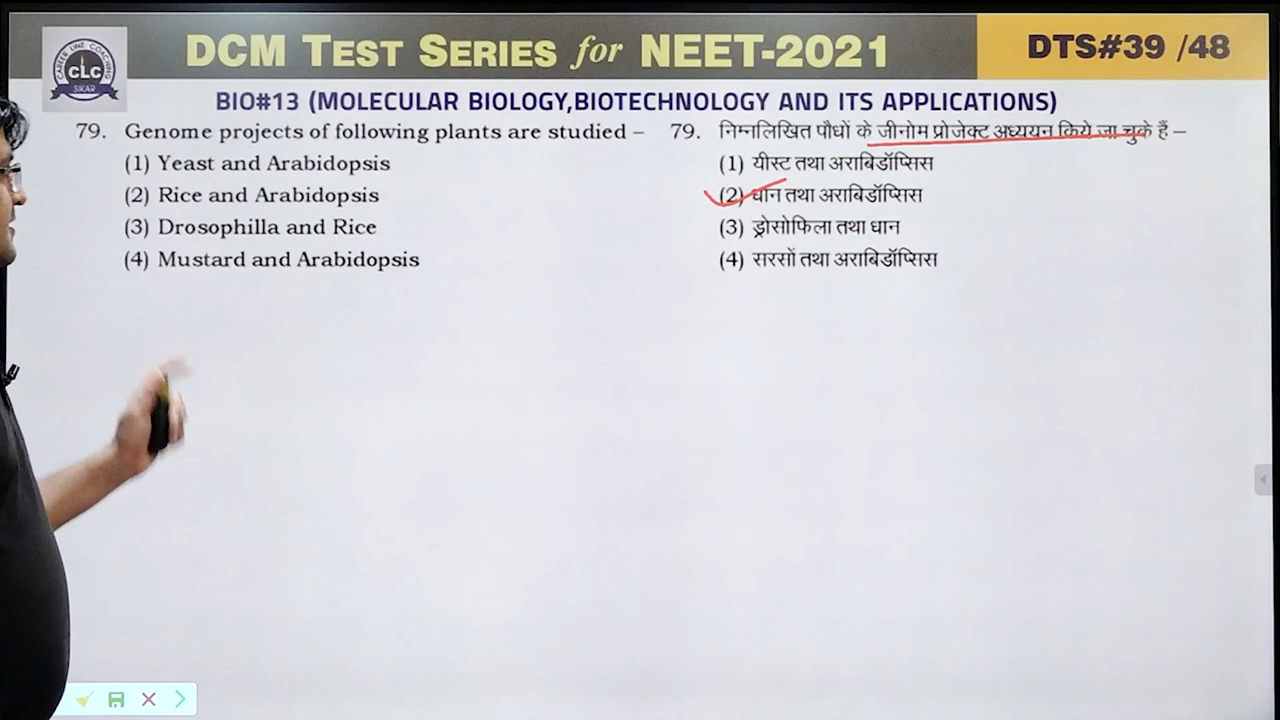 CAREER LINE COACHING
CLC
SIKAR
DCM TEST SERIES for NEET-2021
DTS#39 /48
BIO#13 (MOLECULAR BIOLOGY,BIOTECHNOLOGY AND ITS APPLICATIONS)
79. Genome projects of following plants are studied –
(1) Yeast and Arabidopsis
(2) Rice and Arabidopsis
(3) Drosophilla and Rice
(4) Mustard and Arabidopsis
79. निम्नलिखित पौधों के जीनोम प्रोजेक्ट अध्ययन किये जा चुके हैं –
(1) यीस्ट तथा अराबिडॉप्सिस
(2) धान तथा अराबिडॉप्सिस
(3) ड्रोसोफिला तथा धान
(4) सरसों तथा अराबिडॉप्सिस